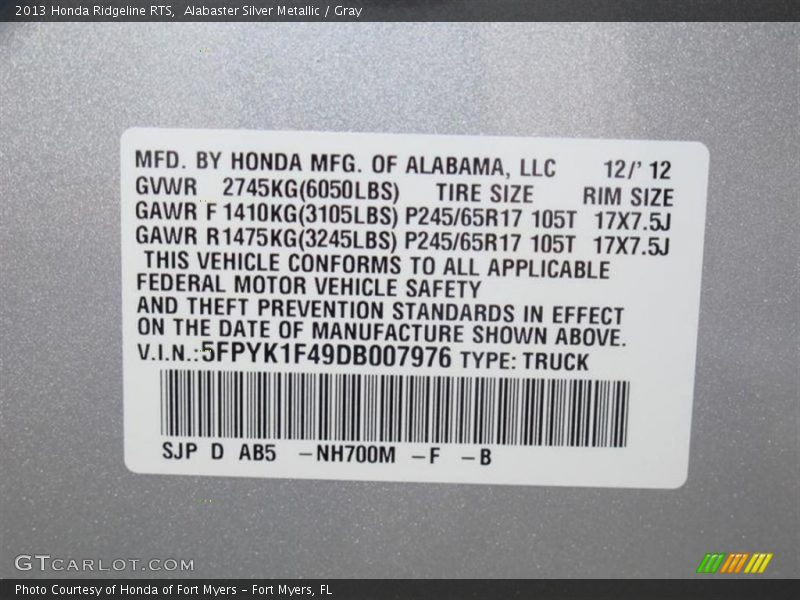 2013 Honda Ridgeline RTS,  Alabaster Silver Metallic / Gray
MFD. BY HONDA MFG. OF ALABAMA, LLC 12/' 12
GVWR 2745KG(6050LBS) TIRE SIZE RIM SIZE
GAWR F 1410KG(3105LBS) P245/65R17 105T 17X7.5J
GAWR R1475KG(3245LBS) P245/65R17 105T 17X7.5J
THIS VEHICLE CONFORMS TO ALL APPLICABLE
FEDERAL MOTOR VEHICLE SAFETY
AND THEFT PREVENTION STANDARDS IN EFFECT
ON THE DATE OF MANUFACTURE SHOWN ABOVE.
V.I.N.:5FPYK1F49DB007976 TYPE: TRUCK
SJP D AB5 -NH700M -F -B
GTCARLOT.COM
Photo Courtesy of Honda of Fort Myers - Fort Myers, FL